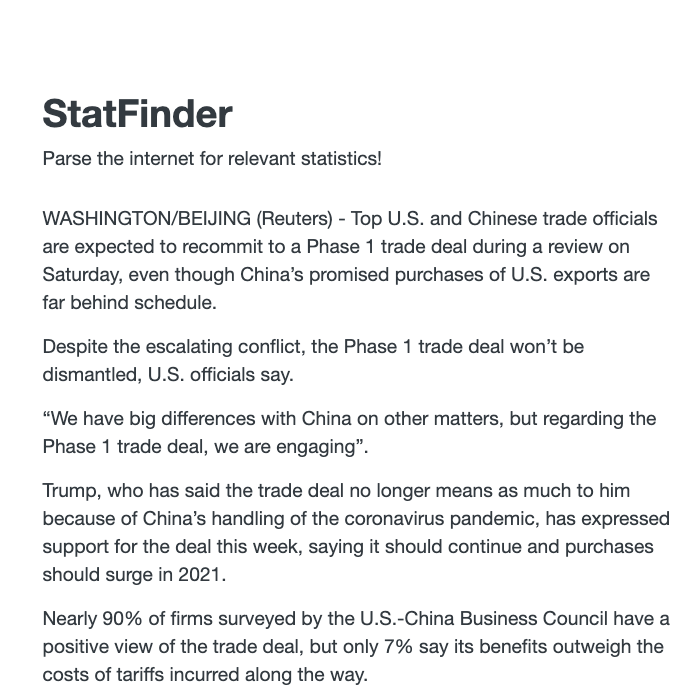 StatFinder
Parse the internet for relevant statistics!
WASHINGTON/BEIJING (Reuters) - Top U.S. and Chinese trade officials
are expected to recommit to a Phase 1 trade deal during a review on
Saturday, even though China’s promised purchases of U.S. exports are
far behind schedule.
Despite the escalating conflict, the Phase 1 trade deal won’t be
dismantled, U.S. officials say.
“We have big differences with China on other matters, but regarding the
Phase 1 trade deal, we are engaging”.
Trump, who has said the trade deal no longer means as much to him
because of China’s handling of the coronavirus pandemic, has expressed
support for the deal this week, saying it should continue and purchases
should surge in 2021.
Nearly 90% of firms surveyed by the U.S.-China Business Council have a
positive view of the trade deal, but only 7% say its benefits outweigh the
costs of tariffs incurred along the way.